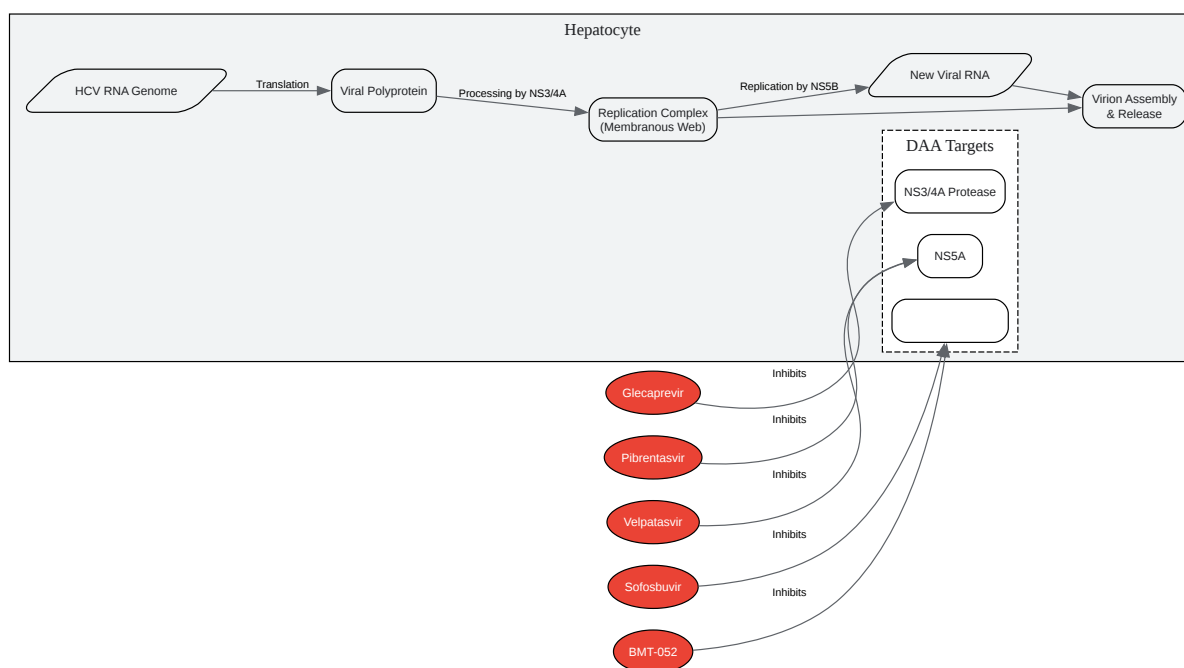 Hepatocyte
HCV RNA Genome
Translation
Viral Polyprotein
Processing by NS3/4A
Replication Complex
(Membranous Web)
Replication by NS5B
New Viral RNA
Virion Assembly
& Release
DAA Targets
NS3/4A Protease
NS5A
Glecaprevir
Inhibits
Pibrentasvir
Inhibits
Velpatasvir
Inhibits
Sofosbuvir
Inhibits
BMT-052
Inhibits